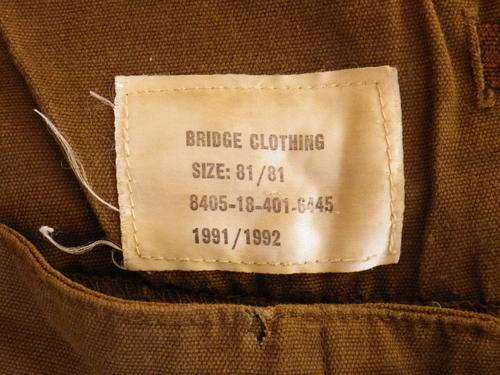 BRIDGE CLOTHING
SIZE: 81/81
8405-18-401-6445
1991/1992